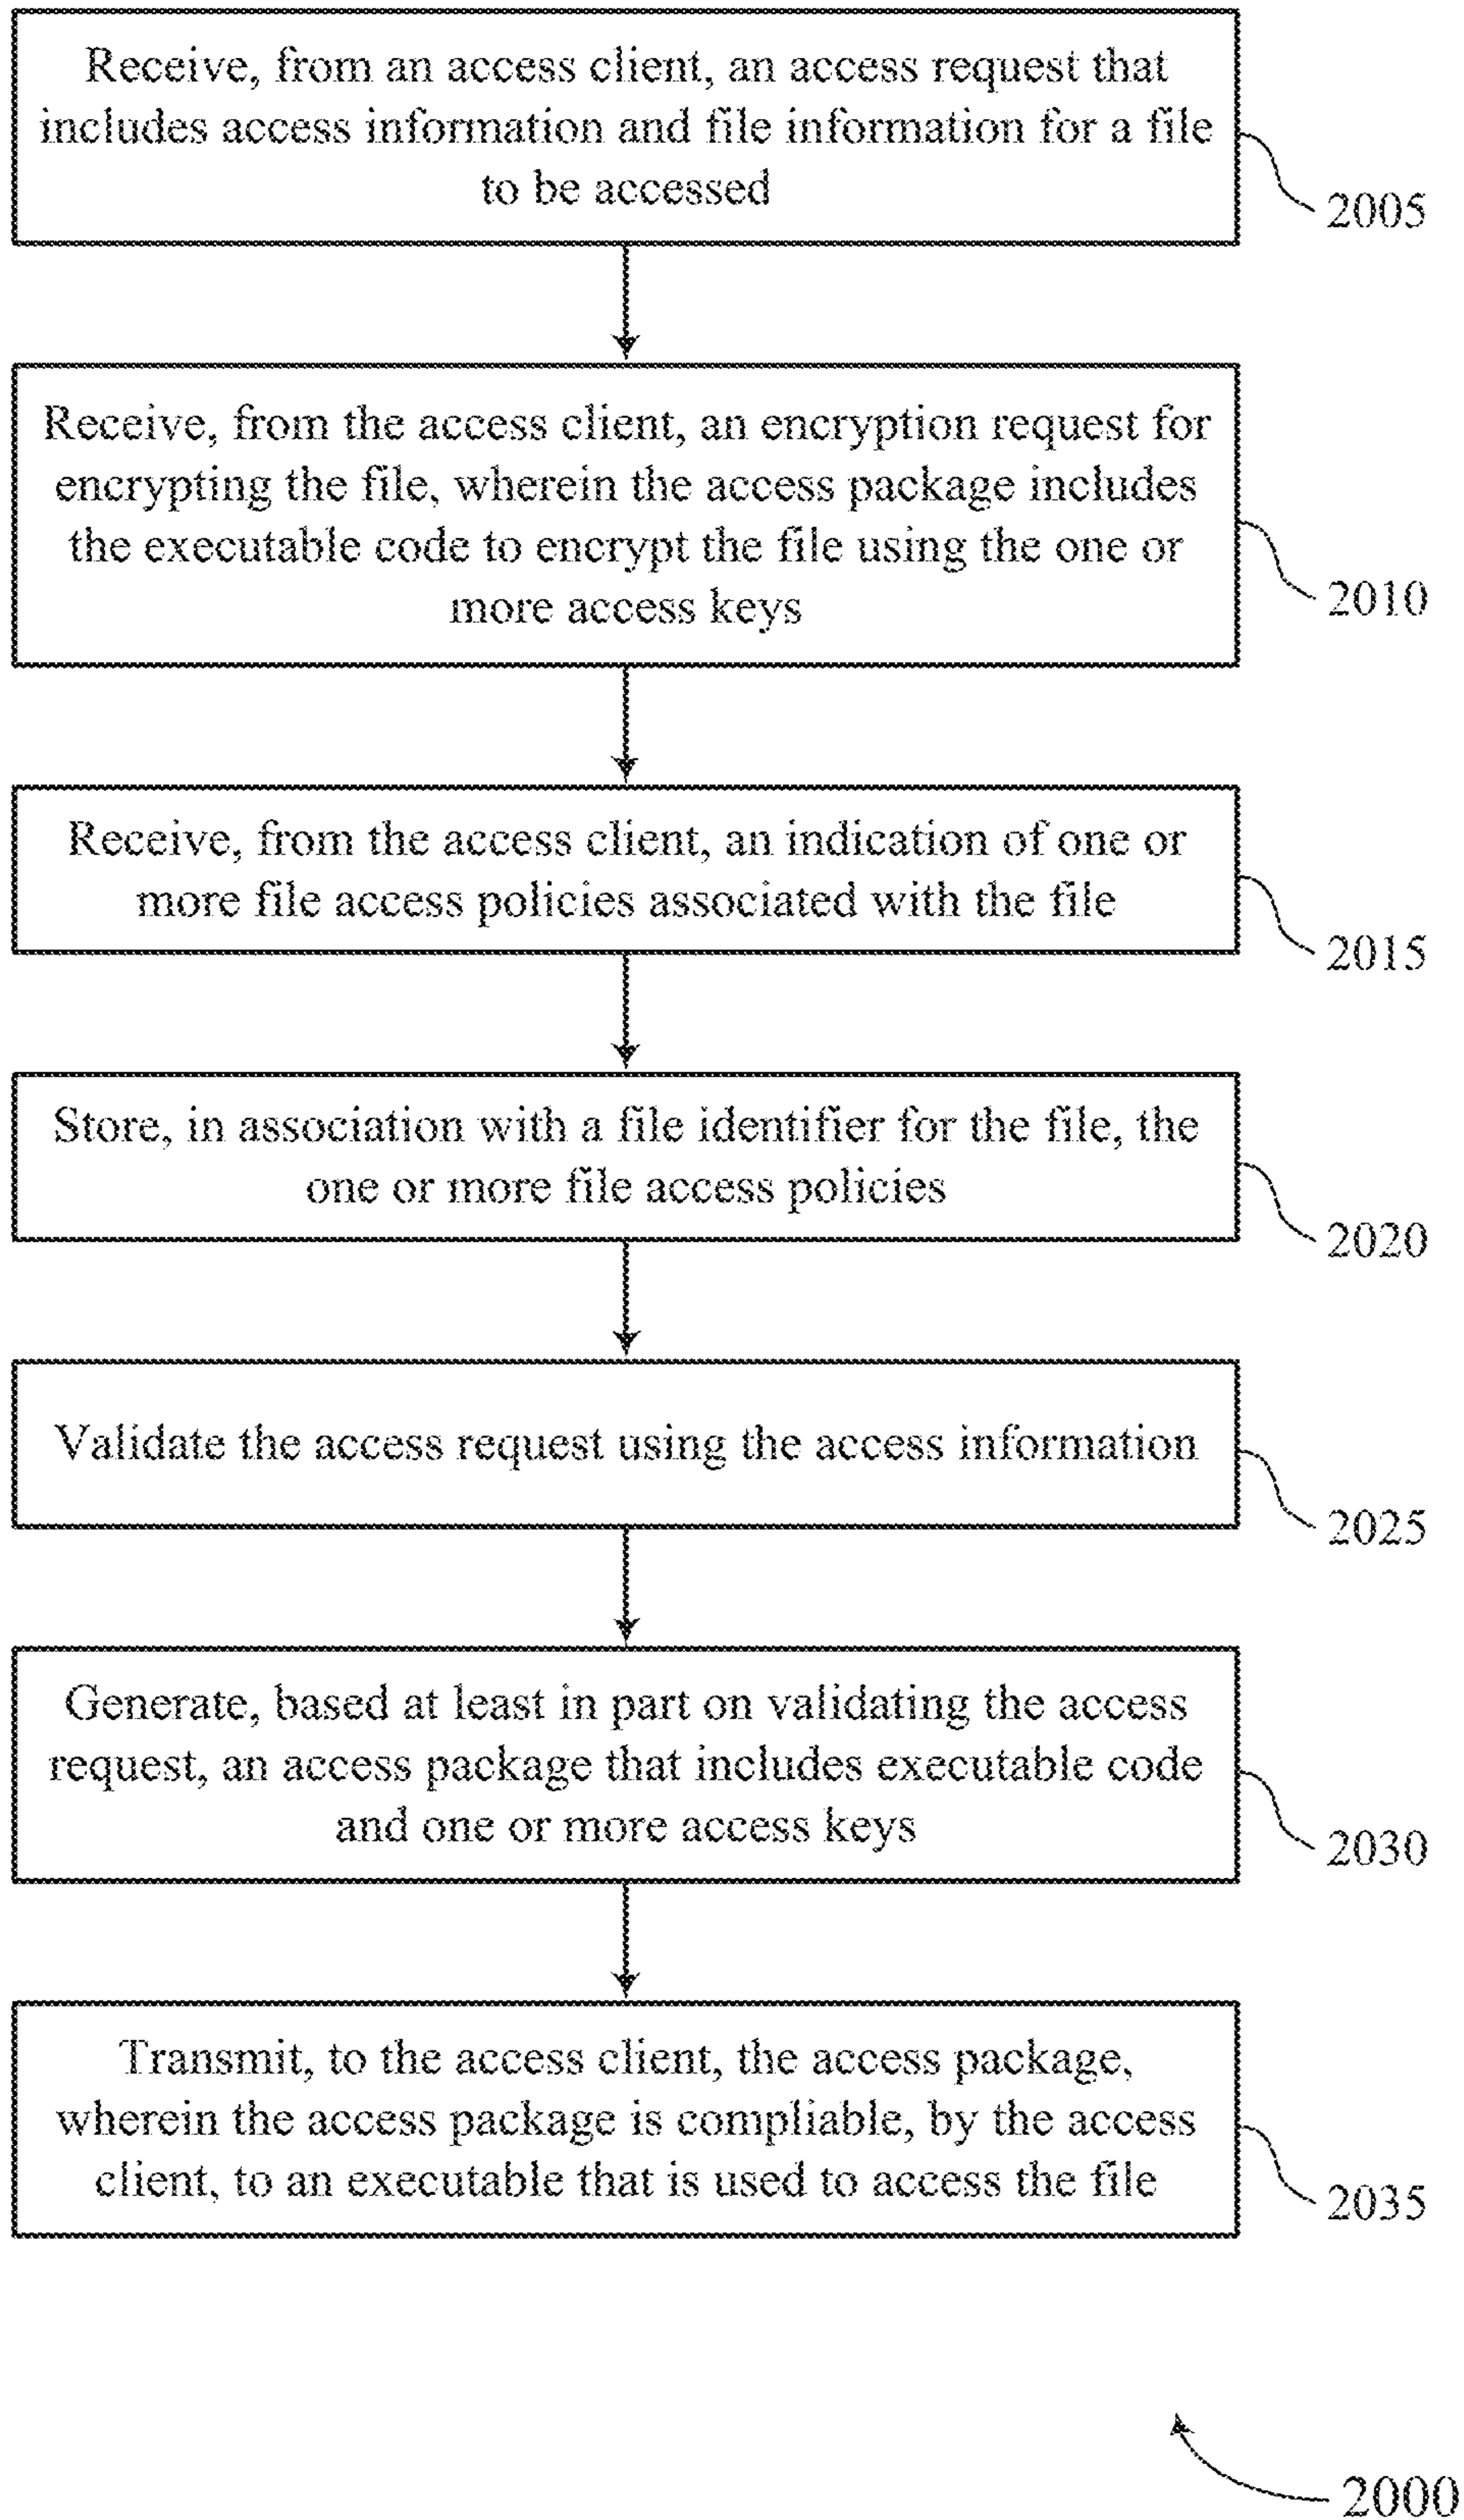 Receive, from an access client, an access request that
includes access information and file information for a file
to be accessed
2005
Receive, from the access client, an encryption request for
encrypting the file, wherein the access package includes
the executable code to encrypt the file using the one or
more access keys
2010
Receive, from the access client, an indication of one or
more file access policies associated with the file
2015
Store, in association with a file identifier for the file, the
one or more file access policies
2020
Validate the access request using the access information
2025
Generate, based at least in part on validating the access
request, an access package that includes executable code
and one or more access keys
2030
Transmit, to the access client, the access package,
wherein the access package is compliable, by the access
client, to an executable that is used to access the file
2035
2000